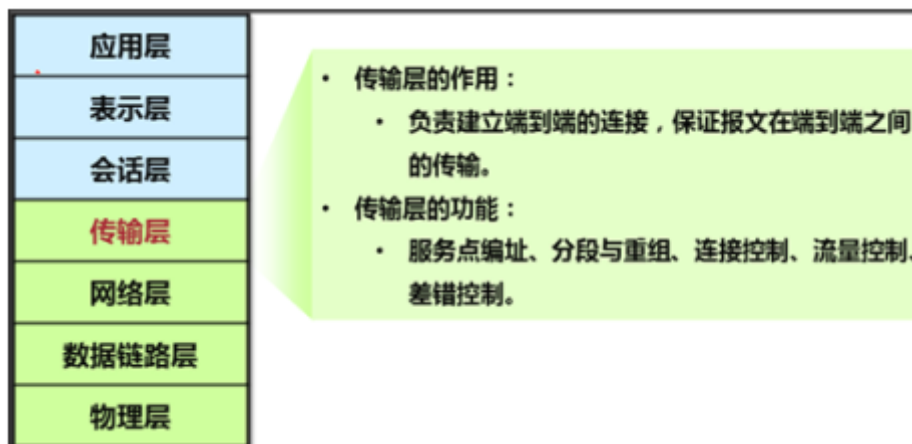 应用层
表示层
会话层
传输层
网络层
数据链路层
物理层
• 传输层的作用：
• 负责建立端到端的连接，保证报文在端到端之间
的传输。
• 传输层的功能：
• 服务点编址、分段与重组、连接控制、流量控制、
差错控制。